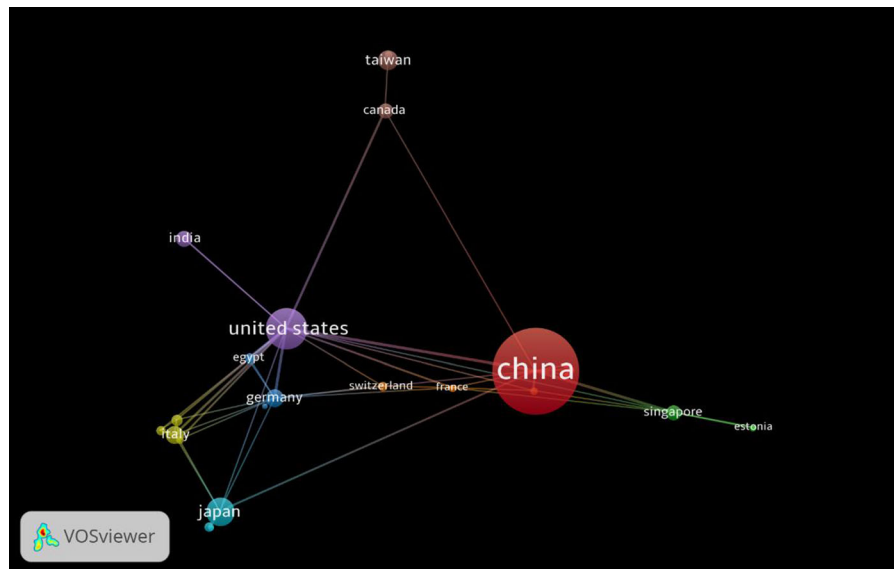 taiwan
canada
india
united states
egypt
china
switzerland
france
germany
singapore
estonia
italy
japan
VOSviewer